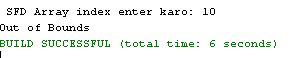 SFD Array index enter karo: 10
Out of Bounds
BUILD SUCCESSFUL (total time: 6 seconds)